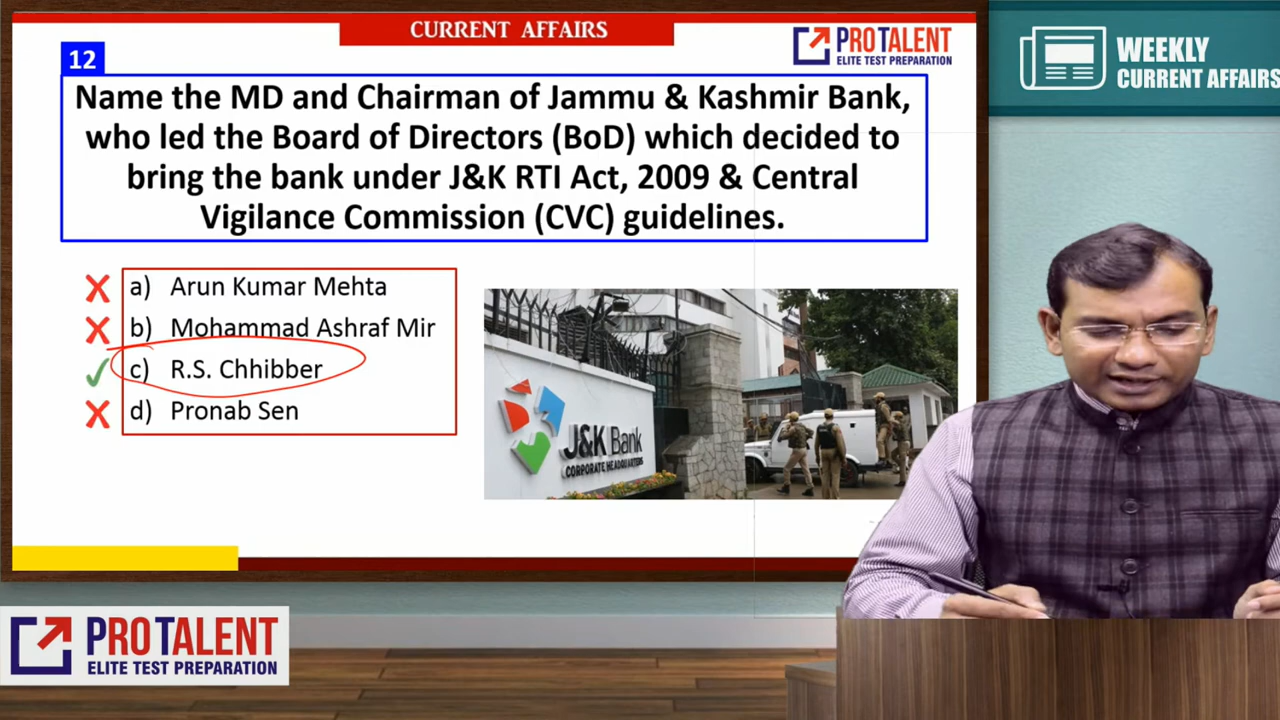 CURRENT AFFAIRS
PROTALENT
ELITE TEST PREPARATION
WEEKLY
CURRENT AFFAIRS
12
Name the MD and Chairman of Jammu & Kashmir Bank,
who led the Board of Directors (BoD) which decided to
bring the bank under J&K RTI Act, 2009 & Central
Vigilance Commission (CVC) guidelines.
a) Arun Kumar Mehta
b) Mohammad Ashraf Mir
c) R.S. Chhibber
d) Pronab Sen
J&K Bank
CORPORATE HEADQUARTERS
PROTALENT
ELITE TEST PREPARATION